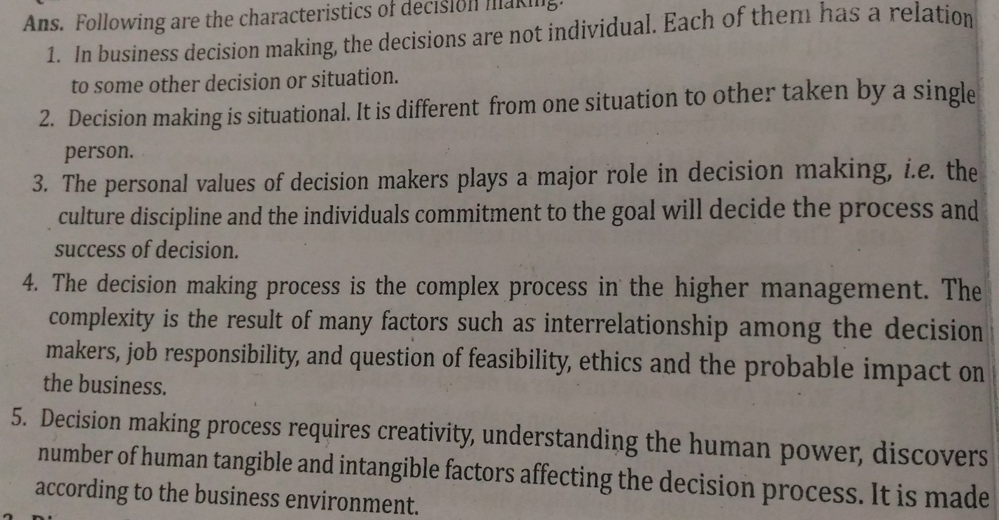 Ans. Following are the characteristics of decision making.
1. In business decision making, the decisions are not individual. Each of them has a relation
to some other decision or situation.
2. Decision making is situational. It is different from one situation to other taken by a single
person.
3. The personal values of decision makers plays a major role in decision making, i.e. the
culture discipline and the individuals commitment to the goal will decide the process and
success of decision.
4. The decision making process is the complex process in the higher management. The
complexity is the result of many factors such as interrelationship among the decision
makers, job responsibility, and question of feasibility, ethics and the probable impact on
the business.
5. Decision making process requires creativity, understanding the human power, discovers
number of human tangible and intangible factors affecting the decision process. It is made
according to the business environment.